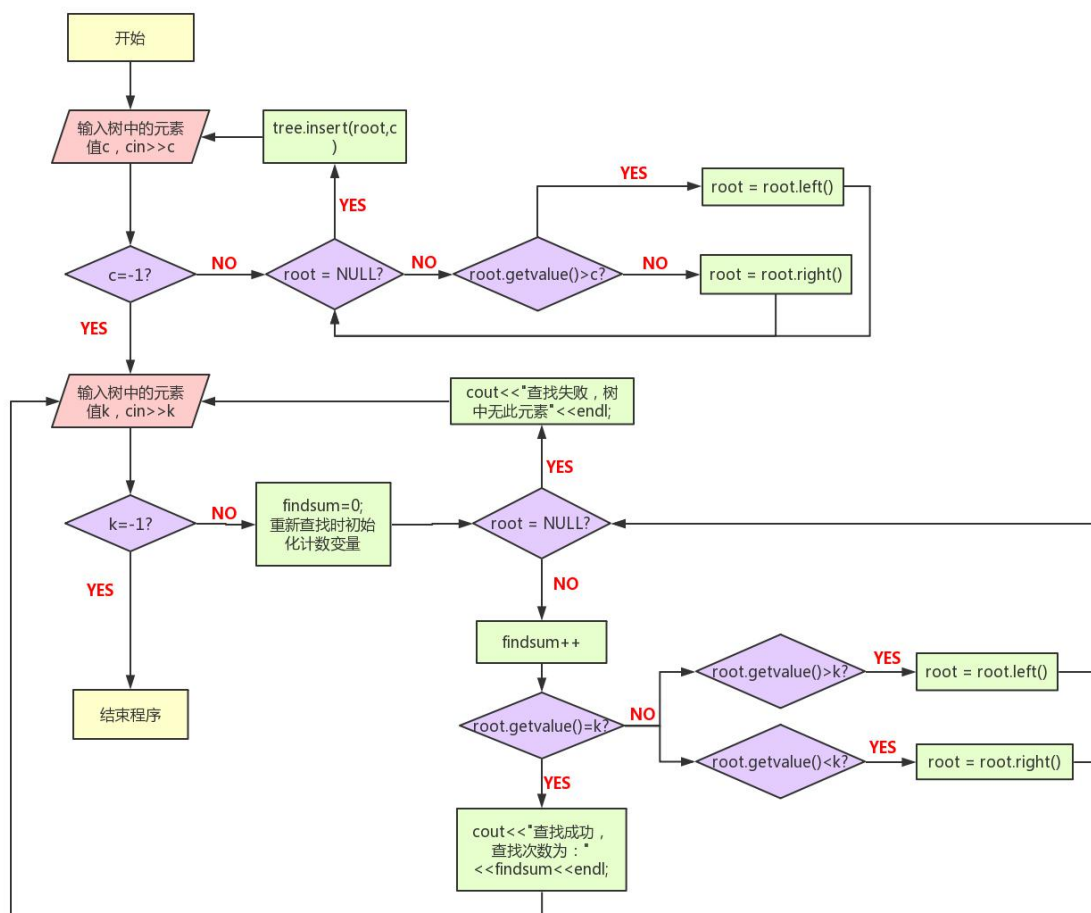 开始
输入树中的元素
值c，cin>>c
tree.insert(root,c
)
YES
YES
root = root.left()
c=-1?
NO
root = NULL?
NO
root.getvalue()>c?
NO
root = root.right()
YES
输入树中的元素
值k，cin>>k
cout<<"查找失败，树
中无此元素"<<endl;
YES
k=-1?
NO
findsum=0;
重新查找时初始
化计数变量
root = NULL?
YES
NO
findsum++
root.getvalue()>k?
YES
root = root.left()
结束程序
root.getvalue()=k?
NO
root.getvalue()<k?
YES
root = root.right()
YES
cout<<"查找成功，
查找次数为："
<<findsum<<endl;